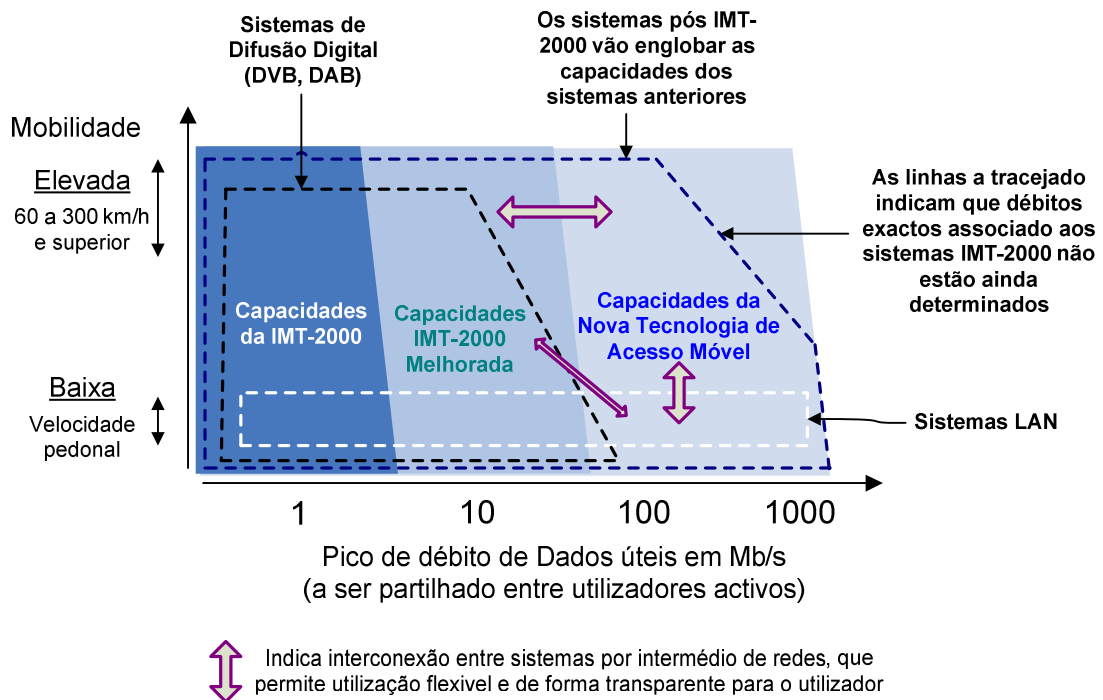 Sistemas de
Difusão Digital
(DVB, DAB)
Os sistemas pós IMT-
2000 vão englobar as
capacidades dos
sistemas anteriores
Mobilidade
Elevada
60 a 300 km/h
e superior
As linhas a tracejado
indicam que débitos
exactos associado aos
sistemas IMT-2000 não
estão ainda
determinados
Capacidades
da IMT-2000
Capacidades
IMT-2000
Melhorada
Capacidades da
Nova Tecnologia de
Acesso Móvel
Baixa
Velocidade
pedonal
Sistemas LAN
1 10 100 1000
Pico de débito de Dados úteis em Mb/s
(a ser partilhado entre utilizadores activos)
Indica interconexão entre sistemas por intermédio de redes, que
permite utilização flexivel e de forma transparente para o utilizador